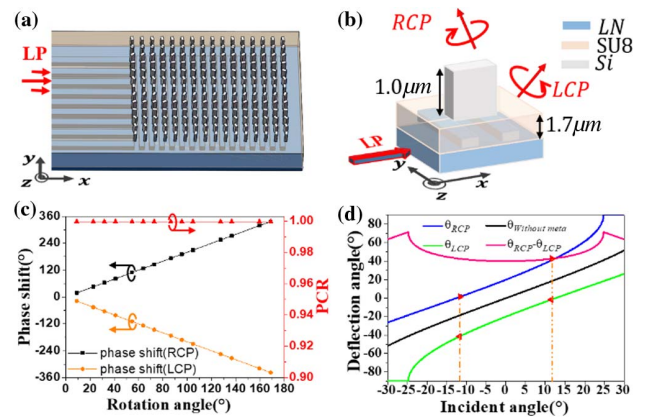 (a)
LP
y
z
x
(b)
RCP
LN
SU8
Si
1.0μm
LCP
1.7μm
LP
y
z
x
(c)
360
240
120
0
-120
-240
-360
Phase shift(°)
1.00
0.98
0.96
0.94
0.92
0.90
PCR
phase shift(RCP)
phase shift(LCP)
0 20 40 60 80 100 120 140 160 180
Rotation angle(°)
(d)
80
60
40
20
0
-20
-40
-60
-80
Deflection angle(°)
θRCP θWithout meta
θLCP θRCP-θLCP
-30 -25 -20 -15 -10 -5 0 5 10 15 20 25 30
Incident angle(°)